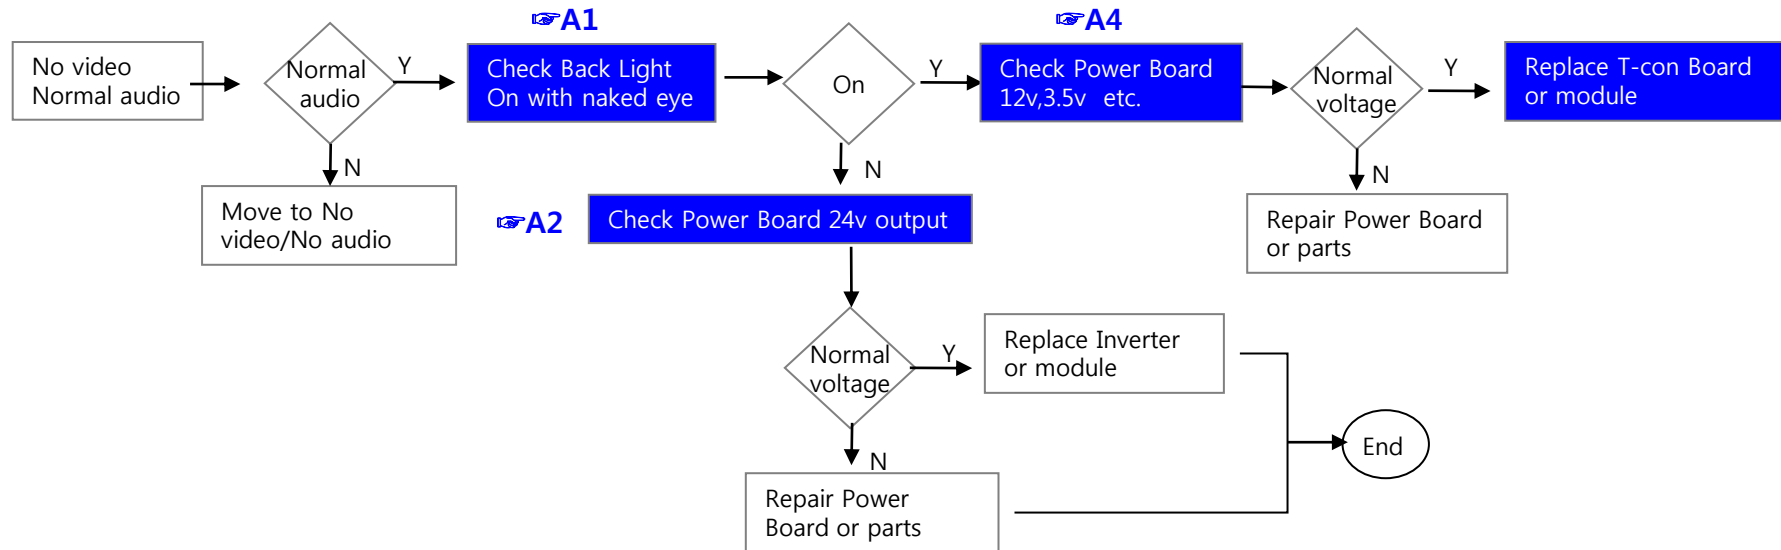 ☞A1
☞A4
No video
Normal audio
Normal
audio
Y
Check Back Light
On with naked eye
On
Y
Check Power Board
12v,3.5v etc.
Normal
voltage
Y
Replace T-con Board
or module
N
Move to No
video/No audio
N
☞A2
Check Power Board 24v output
N
Repair Power Board
or parts
Normal
voltage
Y
Replace Inverter
or module
End
N
Repair Power
Board or parts